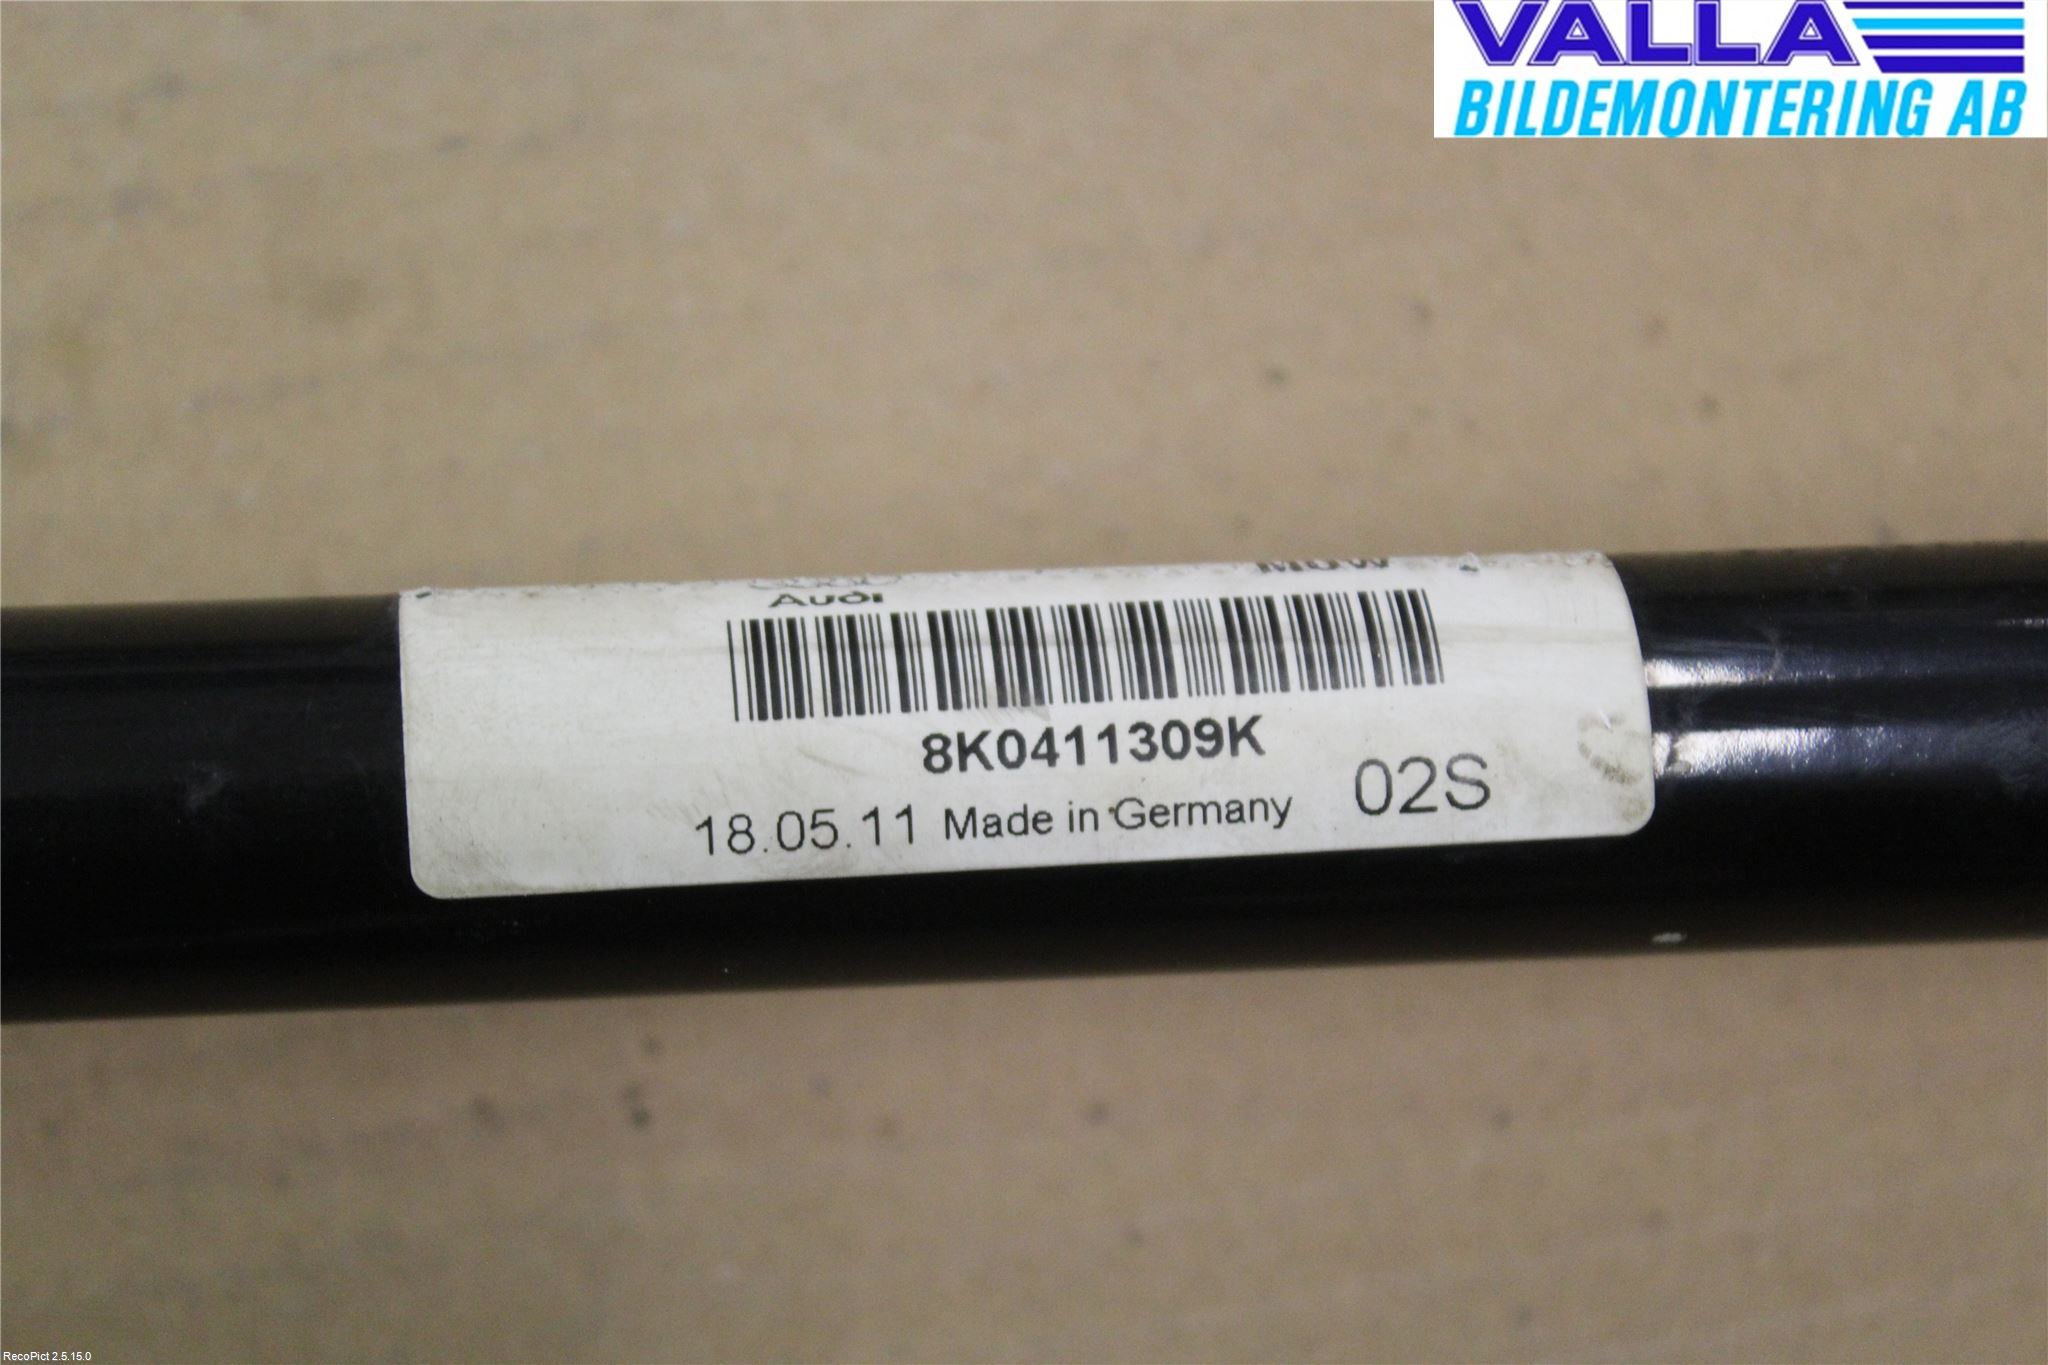 VALLA
BILDEMONTERING AB
Audi
8K0411309K
18.05.11 Made in Germany 02S
RecoPict 2.5.15.0